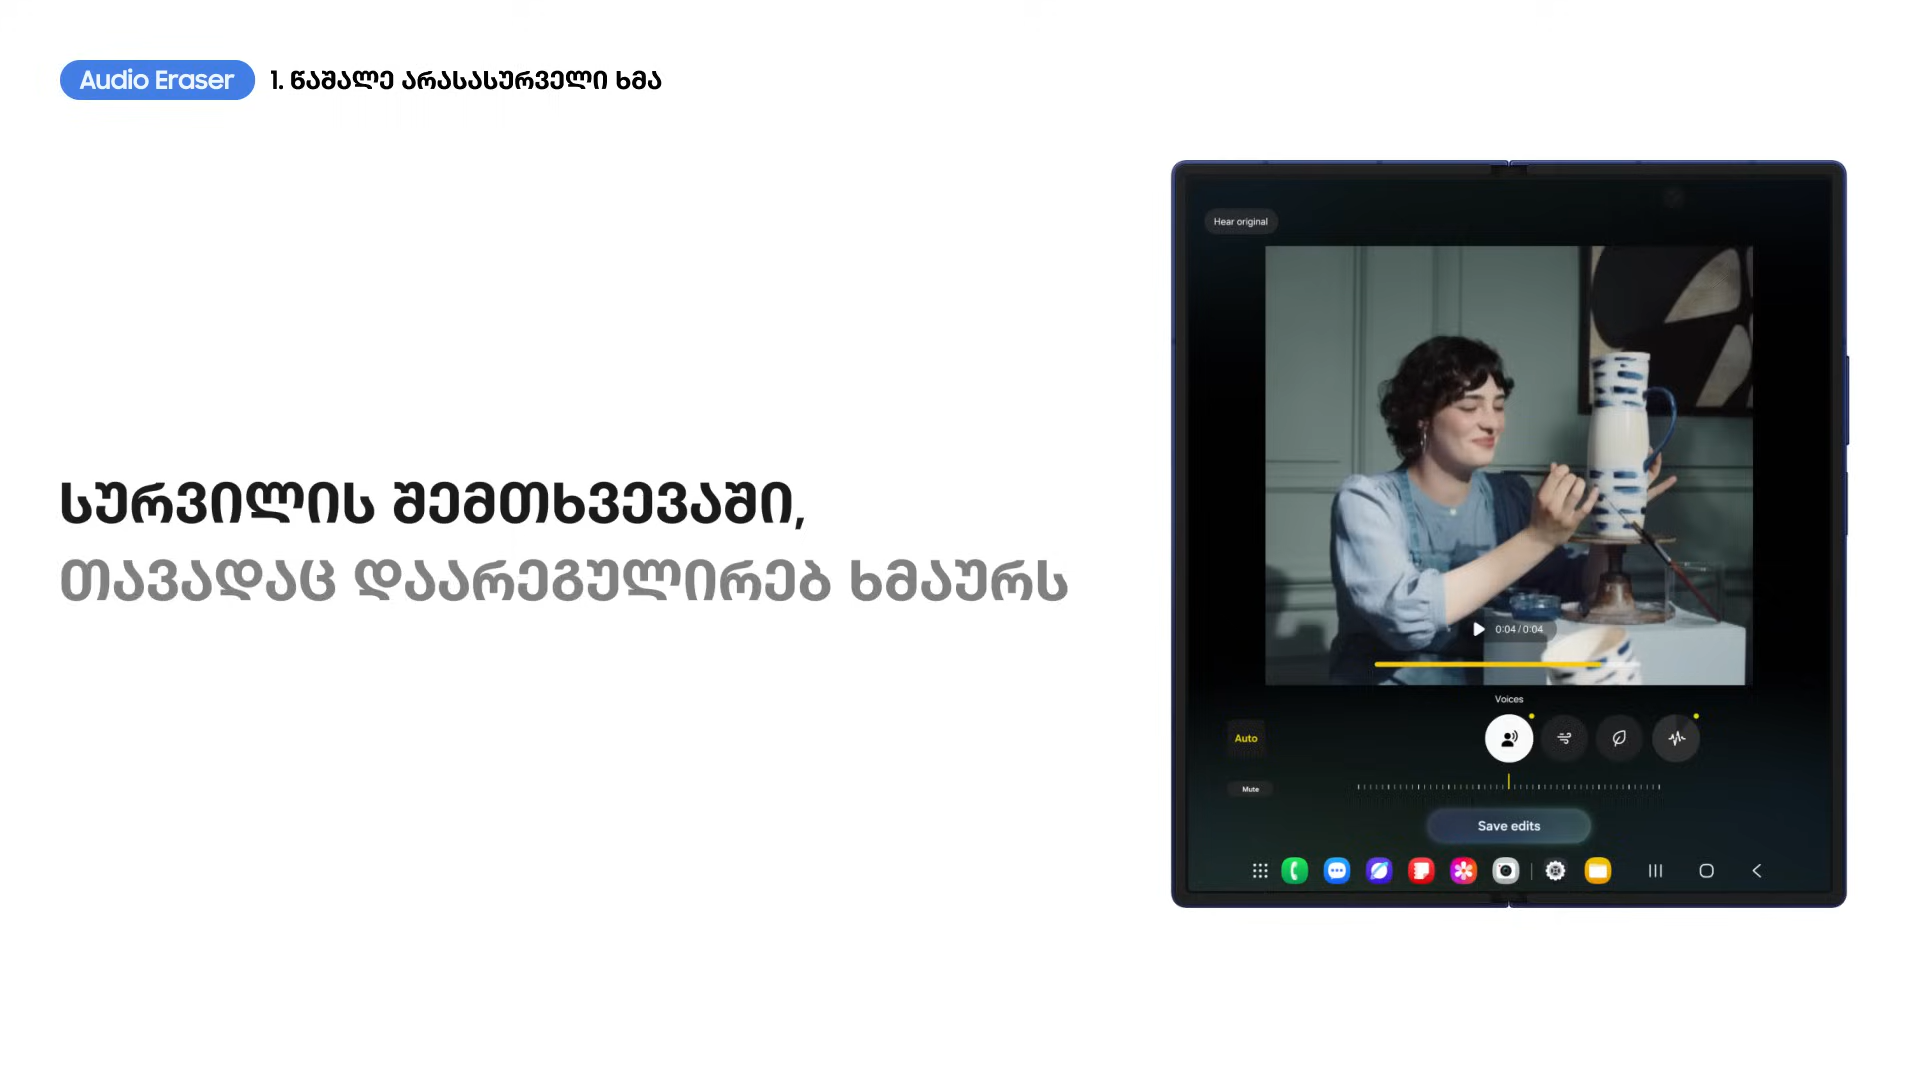 Audio Eraser 1. წაშალე არასასურველი ხმა
სურვილის შემთხვევაში,
თავადაც დაარეგულირებ ხმაურს
Hear original
0:04 / 0:04
Voices
Auto
Mute
Save edits